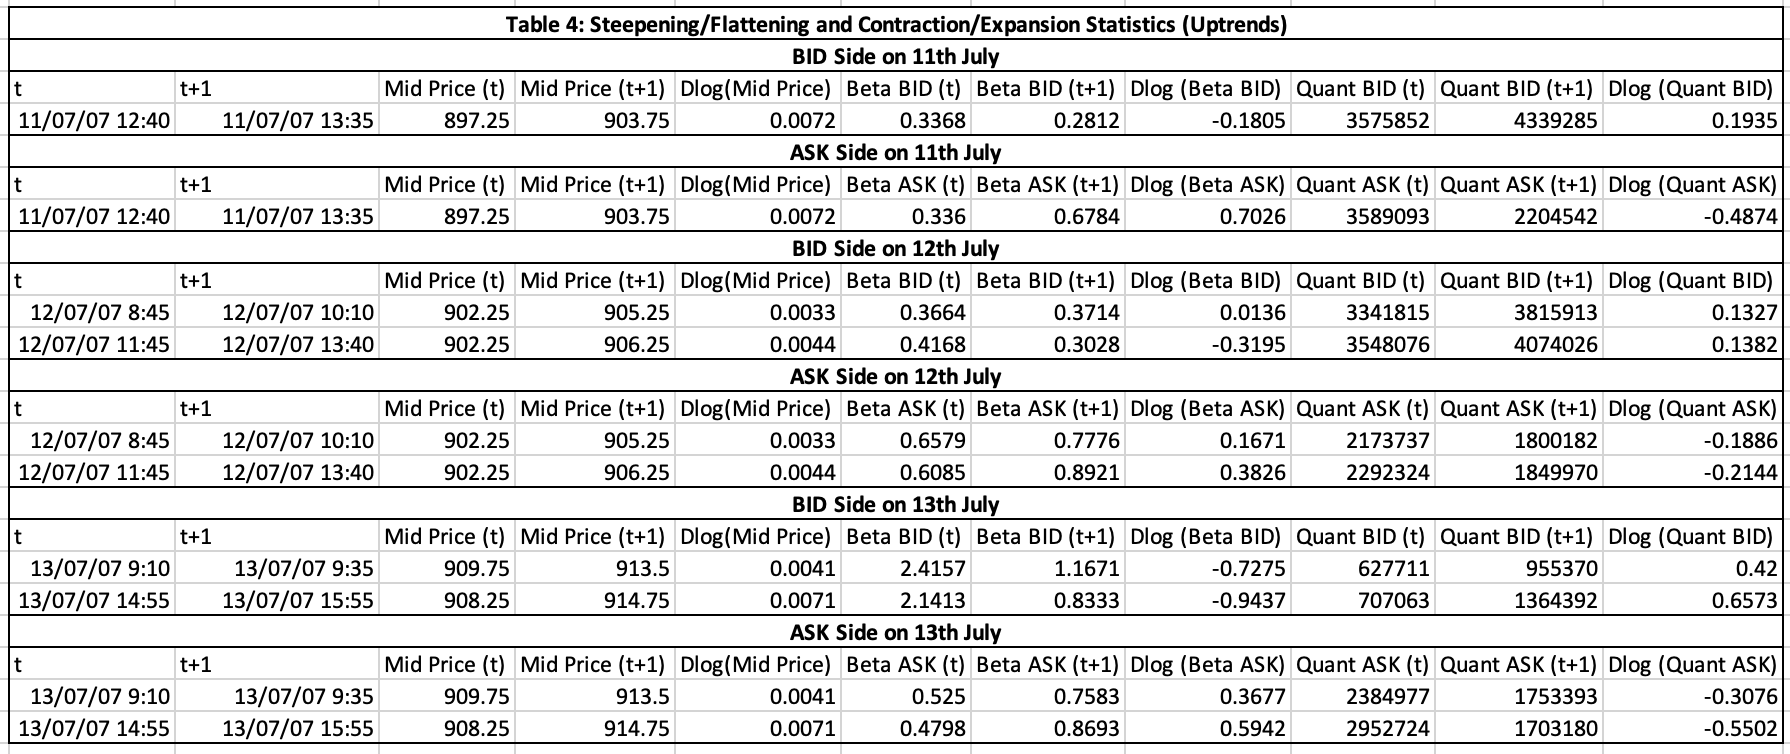 Table 4: Steepening/Flattening and Contraction/Expansion Statistics (Uptrends)
BID Side on 11th July
t t+1 Mid Price (t) Mid Price (t+1) Dlog(Mid Price) Beta BID (t) Beta BID (t+1) Dlog (Beta BID) Quant BID (t) Quant BID (t+1) Dlog (Quant BID)
11/07/07 12:40 11/07/07 13:35 897.25 903.75 0.0072 0.3368 0.2812 -0.1805 3575852 4339285 0.1935
ASK Side on 11th July
t t+1 Mid Price (t) Mid Price (t+1) Dlog(Mid Price) Beta ASK (t) Beta ASK (t+1) Dlog (Beta ASK) Quant ASK (t) Quant ASK (t+1) Dlog (Quant ASK)
11/07/07 12:40 11/07/07 13:35 897.25 903.75 0.0072 0.336 0.6784 0.7026 3589093 2204542 -0.4874
BID Side on 12th July
t t+1 Mid Price (t) Mid Price (t+1) Dlog(Mid Price) Beta BID (t) Beta BID (t+1) Dlog (Beta BID) Quant BID (t) Quant BID (t+1) Dlog (Quant BID)
12/07/07 8:45 12/07/07 10:10 902.25 905.25 0.0033 0.3664 0.3714 0.0136 3341815 3815913 0.1327
12/07/07 11:45 12/07/07 13:40 902.25 906.25 0.0044 0.4168 0.3028 -0.3195 3548076 4074026 0.1382
ASK Side on 12th July
t t+1 Mid Price (t) Mid Price (t+1) Dlog(Mid Price) Beta ASK (t) Beta ASK (t+1) Dlog (Beta ASK) Quant ASK (t) Quant ASK (t+1) Dlog (Quant ASK)
12/07/07 8:45 12/07/07 10:10 902.25 905.25 0.0033 0.6579 0.7776 0.1671 2173737 1800182 -0.1886
12/07/07 11:45 12/07/07 13:40 902.25 906.25 0.0044 0.6085 0.8921 0.3826 2292324 1849970 -0.2144
BID Side on 13th July
t t+1 Mid Price (t) Mid Price (t+1) Dlog(Mid Price) Beta BID (t) Beta BID (t+1) Dlog (Beta BID) Quant BID (t) Quant BID (t+1) Dlog (Quant BID)
13/07/07 9:10 13/07/07 9:35 909.75 913.5 0.0041 2.4157 1.1671 -0.7275 627711 955370 0.42
13/07/07 14:55 13/07/07 15:55 908.25 914.75 0.0071 2.1413 0.8333 -0.9437 707063 1364392 0.6573
ASK Side on 13th July
t t+1 Mid Price (t) Mid Price (t+1) Dlog(Mid Price) Beta ASK (t) Beta ASK (t+1) Dlog (Beta ASK) Quant ASK (t) Quant ASK (t+1) Dlog (Quant ASK)
13/07/07 9:10 13/07/07 9:35 909.75 913.5 0.0041 0.525 0.7583 0.3677 2384977 1753393 -0.3076
13/07/07 14:55 13/07/07 15:55 908.25 914.75 0.0071 0.4798 0.8693 0.5942 2952724 1703180 -0.5502